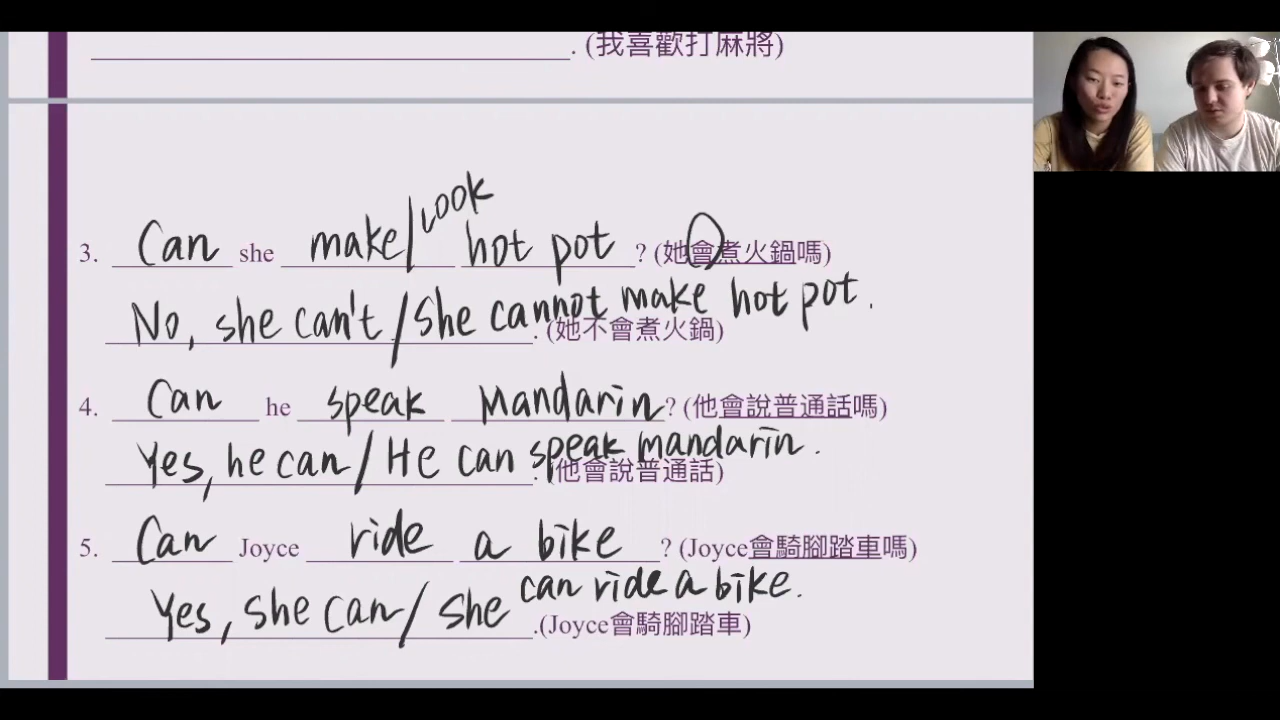 . (我喜歡打麻將)
3. Can she make/cook hot pot ? (她會煮火鍋嗎)
No, she can't/She cannot make hot pot.
. (她不會煮火鍋)
4. Can he speak Mandarin ? (他會說普通話嗎)
Yes, he can/He can speak mandarin.
. (他會說普通話)
5. Can Joyce ride a bike ? (Joyce會騎腳踏車嗎)
Yes, she can/she can ride a bike.
.(Joyce會騎腳踏車)